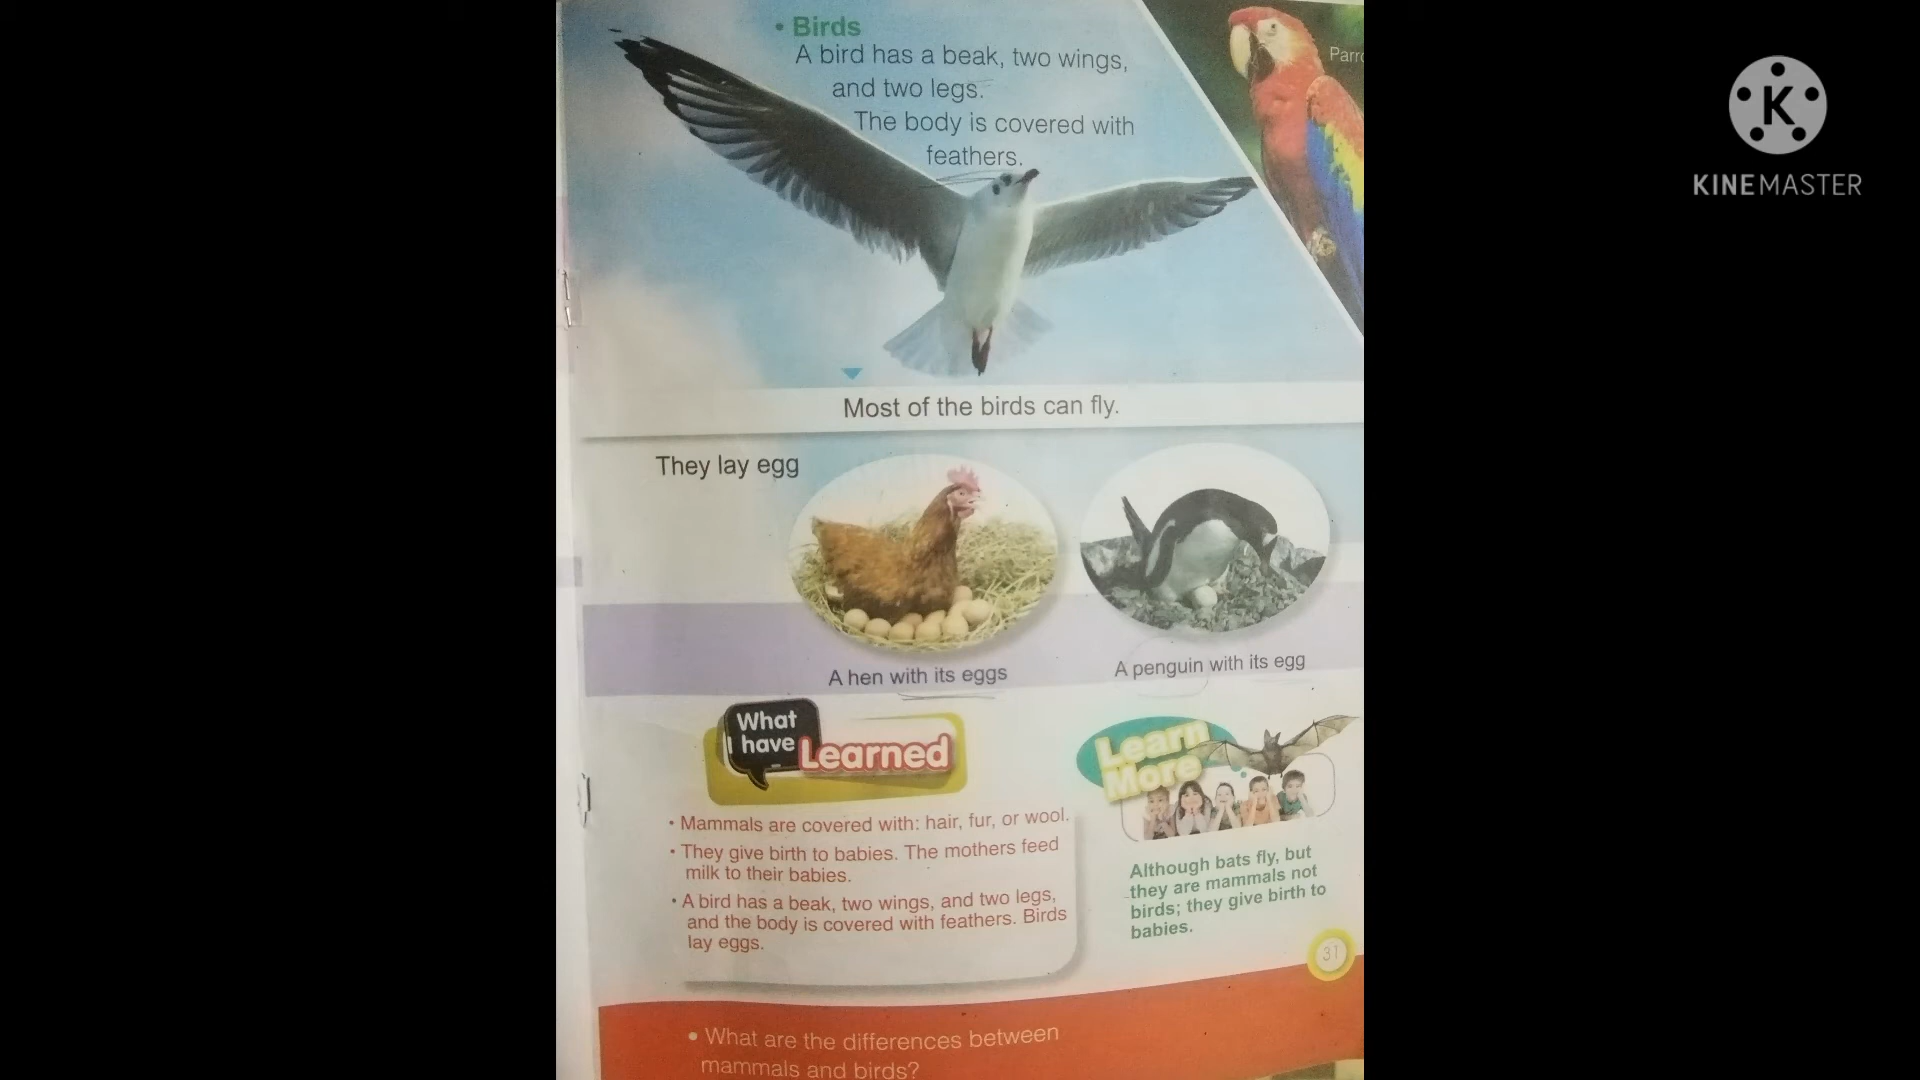 • Birds
A bird has a beak, two wings,
and two legs.
The body is covered with
feathers.
Most of the birds can fly.
They lay egg
A hen with its eggs
A penguin with its egg
What
I have
Learned
• Mammals are covered with: hair, fur, or wool.
• They give birth to babies. The mothers feed
milk to their babies.
• A bird has a beak, two wings, and two legs,
and the body is covered with feathers. Birds
lay eggs.
Learn
More
Although bats fly, but
they are mammals not
birds; they give birth to
babies.
31
• What are the differences between
mammals and birds?
K
KINEMASTER